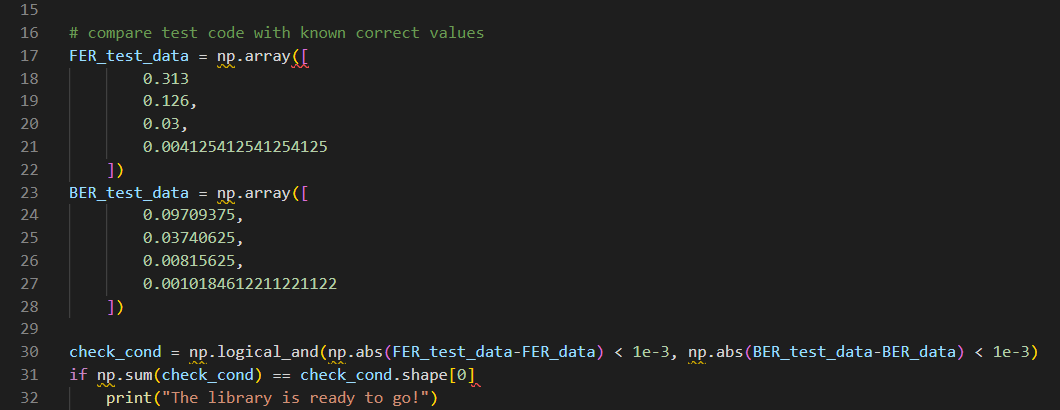 15
16 # compare test code with known correct values
17 FER_test_data = np.array([
18 0.313
19 0.126,
20 0.03,
21 0.004125412541254125
22 ])
23 BER_test_data = np.array([
24 0.09709375,
25 0.03740625,
26 0.00815625,
27 0.0010184612211221122
28 ])
29
30 check_cond = np.logical_and(np.abs(FER_test_data-FER_data) < 1e-3, np.abs(BER_test_data-BER_data) < 1e-3)
31 if np.sum(check_cond) == check_cond.shape[0]
32 print("The library is ready to go!")